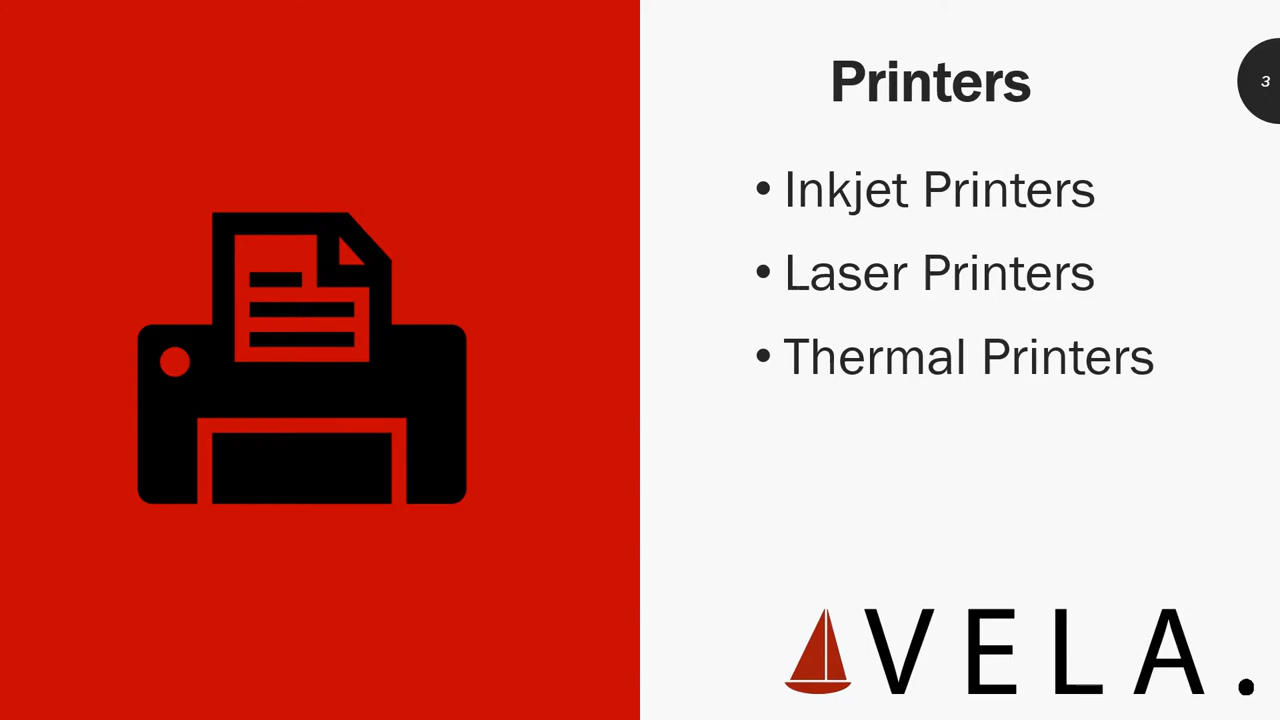 Printers
3
• Inkjet Printers
• Laser Printers
• Thermal Printers
VELA.